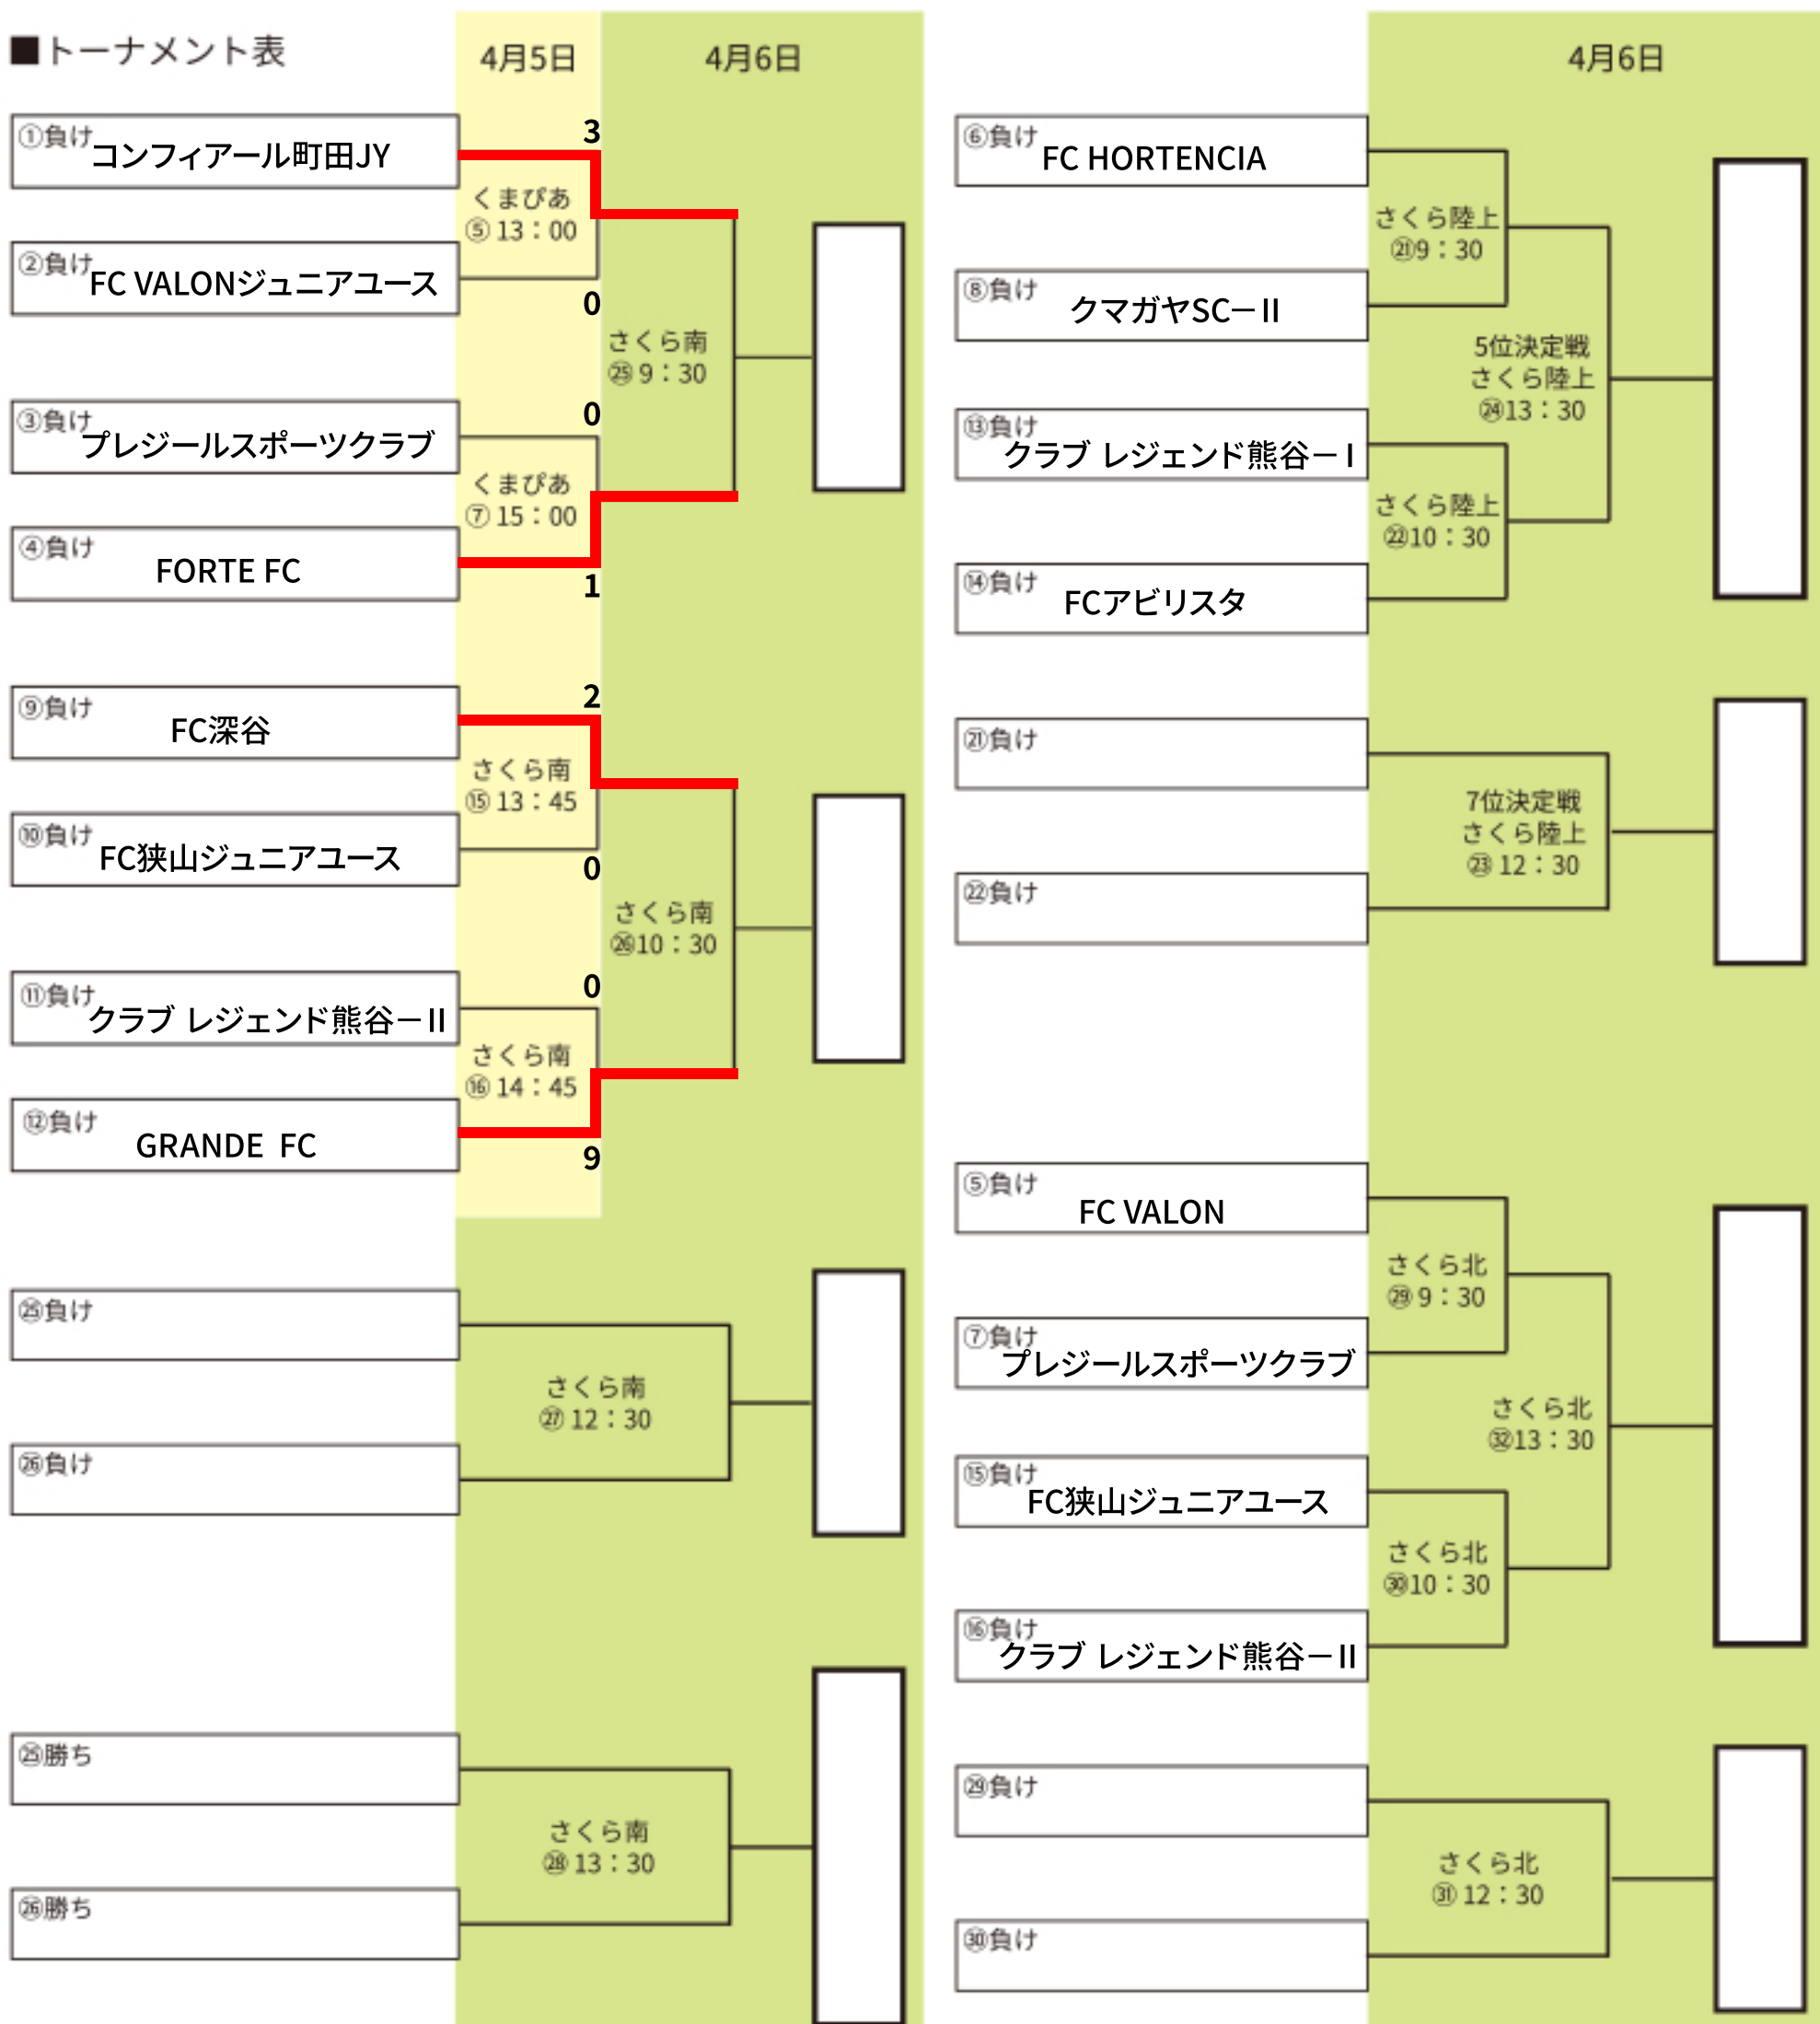 ■トーナメント表
4月5日
4月6日
①負け
コンフィアール町田JY
3
くまぴあ
⑤ 13：00
②負け
FC VALONジュニアユース
0
さくら南
㉕ 9：30
③負け
プレジールスポーツクラブ
0
くまぴあ
⑦ 15：00
④負け
FORTE FC
1
⑨負け
FC深谷
2
さくら南
⑮ 13：45
⑩負け
FC狭山ジュニアユース
0
さくら南
㉖10：30
⑪負け
クラブ レジェンド熊谷ーII
0
さくら南
⑯ 14：45
⑫負け
GRANDE FC
9
㉕負け
さくら南
㉗ 12：30
㉖負け
㉕勝ち
さくら南
㉘ 13：30
㉖勝ち
4月6日
⑥負け
FC HORTENCIA
さくら陸上
㉑9：30
⑧負け
クマガヤSCーII
5位決定戦
さくら陸上
㉔13：30
⑬負け
クラブ レジェンド熊谷ーI
さくら陸上
㉒10：30
⑭負け
FCアビリスタ
㉑負け
7位決定戦
さくら陸上
㉓ 12：30
㉒負け
⑤負け
FC VALON
さくら北
㉙ 9：30
⑦負け
プレジールスポーツクラブ
さくら北
㉜13：30
⑮負け
FC狭山ジュニアユース
さくら北
㉚10：30
⑯負け
クラブ レジェンド熊谷ーII
㉙負け
さくら北
㉛ 12：30
㉚負け